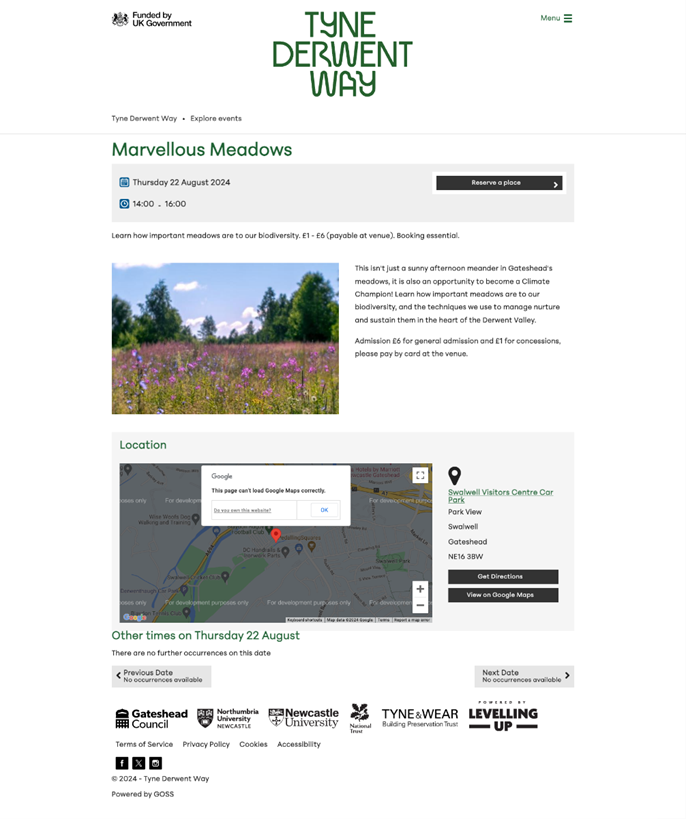 Funded by
UK Government
TYNE
DERWENT
WAY
Menu
Tyne Derwent Way • Explore events
Marvellous Meadows
Thursday 22 August 2024
Reserve a place
14:00 - 16:00
Learn how important meadows are to our biodiversity. £1 - £6 (payable at venue). Booking essential.
This isn't just a sunny afternoon meander in Gateshead's
meadows, it is also an opportunity to become a Climate
Champion! Learn how important meadows are to our
biodiversity, and the techniques we use to manage nurture
and sustain them in the heart of the Derwent Valley.
Admission £6 for general admission and £1 for concessions,
please pay by card at the venue.
Location
Google
This page can't load Google Maps correctly.
Do you own this website?
OK
poses only For development purposes only
For development purposes only For development purposes only For
Google
Keyboard shortcuts Map data ©2024 Google Terms Report a map error
Swalwell Visitors Centre Car
Park
Park View
Swalwell
Gateshead
NE16 3BW
Get Directions
View on Google Maps
Other times on Thursday 22 August
There are no further occurrences on this date
Previous Date
No occurrences available
Next Date
No occurrences available
Gateshead
Council
Northumbria
University
NEWCASTLE
Newcastle
University
National
Trust
TYNE & WEAR
Building Preservation Trust
POWERED BY
LEVELLING
UP
Terms of Service Privacy Policy Cookies Accessibility
© 2024 - Tyne Derwent Way
Powered by GOSS